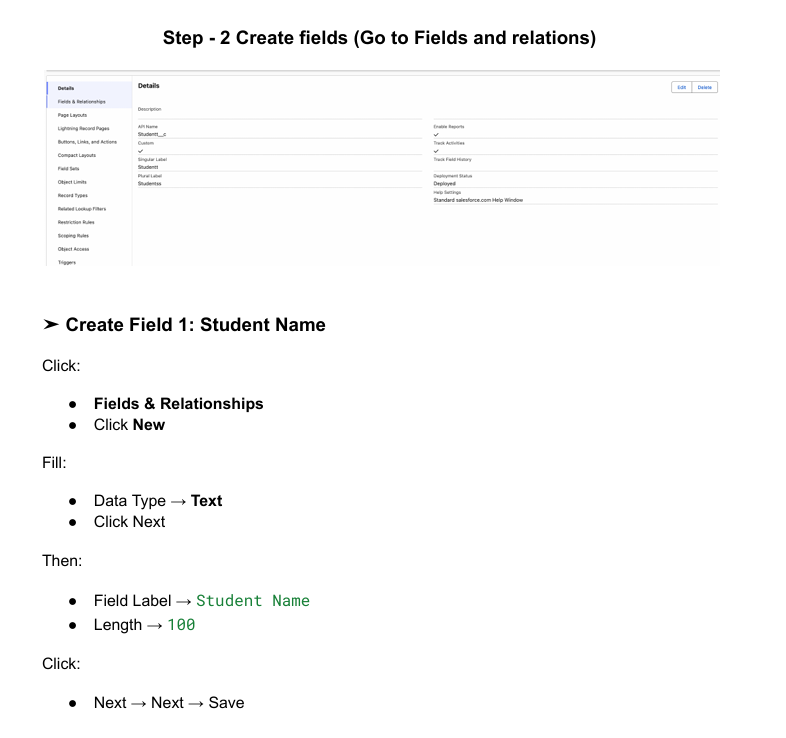 Step - 2 Create fields (Go to Fields and relations)
Details
Fields & Relationships
Page Layouts
Lightning Record Pages
Buttons, Links, and Actions
Compact Layouts
Field Sets
Object Limits
Record Types
Related Lookup Filters
Restriction Rules
Scoping Rules
Object Access
Triggers
Details
Edit
Delete
Description
API Name
Studentt__c
Custom
✓
Singular Label
Studentt
Plural Label
Studentss
Enable Reports
✓
Track Activities
✓
Track Field History
Deployment Status
Deployed
Help Settings
Standard salesforce.com Help Window
➤ Create Field 1: Student Name
Click:
● Fields & Relationships
● Click New
Fill:
● Data Type → Text
● Click Next
Then:
● Field Label → Student Name
● Length → 100
Click:
● Next → Next → Save